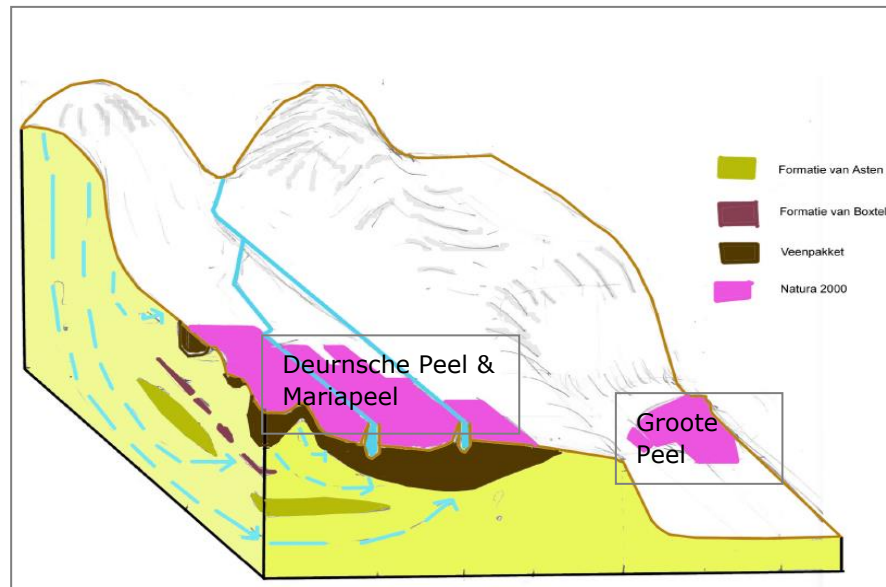 Formatie van Asten
Formatie van Boxtel
Veenpakket
Natura 2000
Deurnsche Peel &
Mariapeel
Groote
Peel